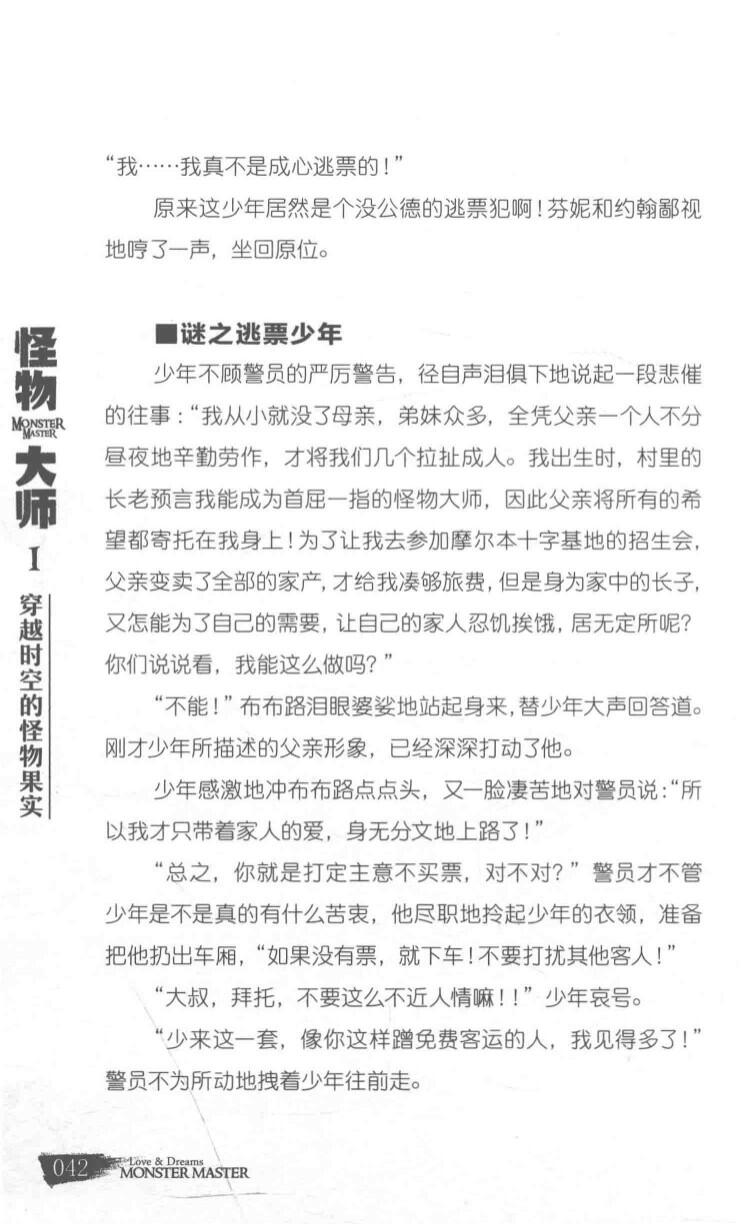 “我……我真不是成心逃票的！”
原来这少年居然是个没公德的逃票犯啊！芬妮和约翰鄙视
地哼了一声，坐回原位。
■谜之逃票少年
少年不顾警员的严厉警告，径自声泪俱下地说起一段悲催
的往事：“我从小就没了母亲，弟妹众多，全凭父亲一个人不分
昼夜地辛勤劳作，才将我们几个拉扯成人。我出生时，村里的
长老预言我能成为首屈一指的怪物大师，因此父亲将所有的希
望都寄托在我身上！为了让我去参加摩尔本十字基地的招生会，
父亲变卖了全部的家产，才给我凑够旅费，但是身为家中的长子，
又怎能为了自己的需要，让自己的家人忍饥挨饿，居无定所呢？
你们说说看，我能这么做吗？”
“不能！”布布路泪眼婆娑地站起身来，替少年大声回答道。
刚才少年所描述的父亲形象，已经深深打动了他。
少年感激地冲布布路点点头，又一脸凄苦地对警员说：“所
以我才只带着家人的爱，身无分文地上路了！”
“总之，你就是打定主意不买票，对不对？”警员才不管
少年是不是真的有什么苦衷，他尽职地拎起少年的衣领，准备
把他扔出车厢，“如果没有票，就下车！不要打扰其他客人！”
“大叔，拜托，不要这么不近人情嘛！！”少年哀号。
“少来这一套，像你这样蹭免费客运的人，我见得多了！”
警员不为所动地拽着少年往前走。
怪物
MONSTER
MASTER
大师
I
穿越时空的怪物果实
042
Love & Dreams
MONSTER MASTER